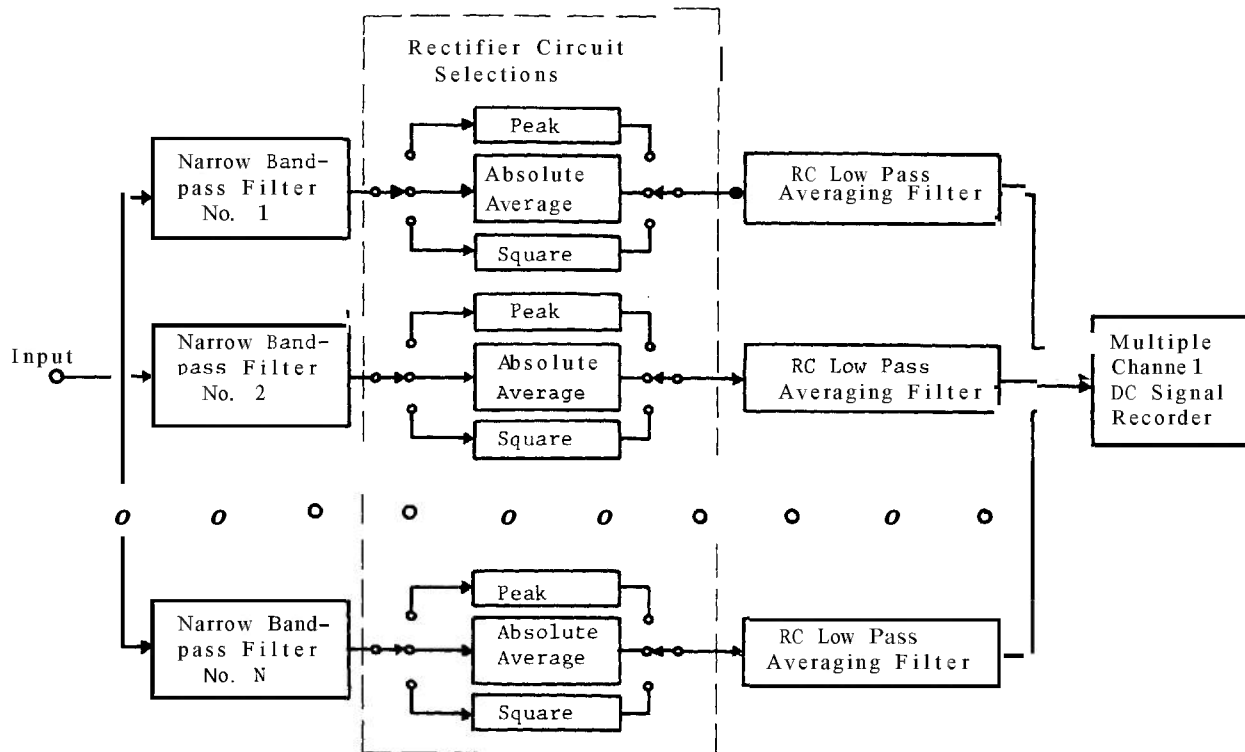 Rectifier Circuit
Selections
Narrow Band-
pass Filter
No. 1
Peak
Absolute
Average
Square
RC Low Pass
Averaging Filter
Input
Narrow Band-
pass Filter
No. 2
Peak
Absolute
Average
Square
RC Low Pass
Averaging Filter
Multiple
Channel
DC Signal
Recorder
Narrow Band-
pass Filter
No. N
Peak
Absolute
Average
Square
RC Low Pass
Averaging Filter